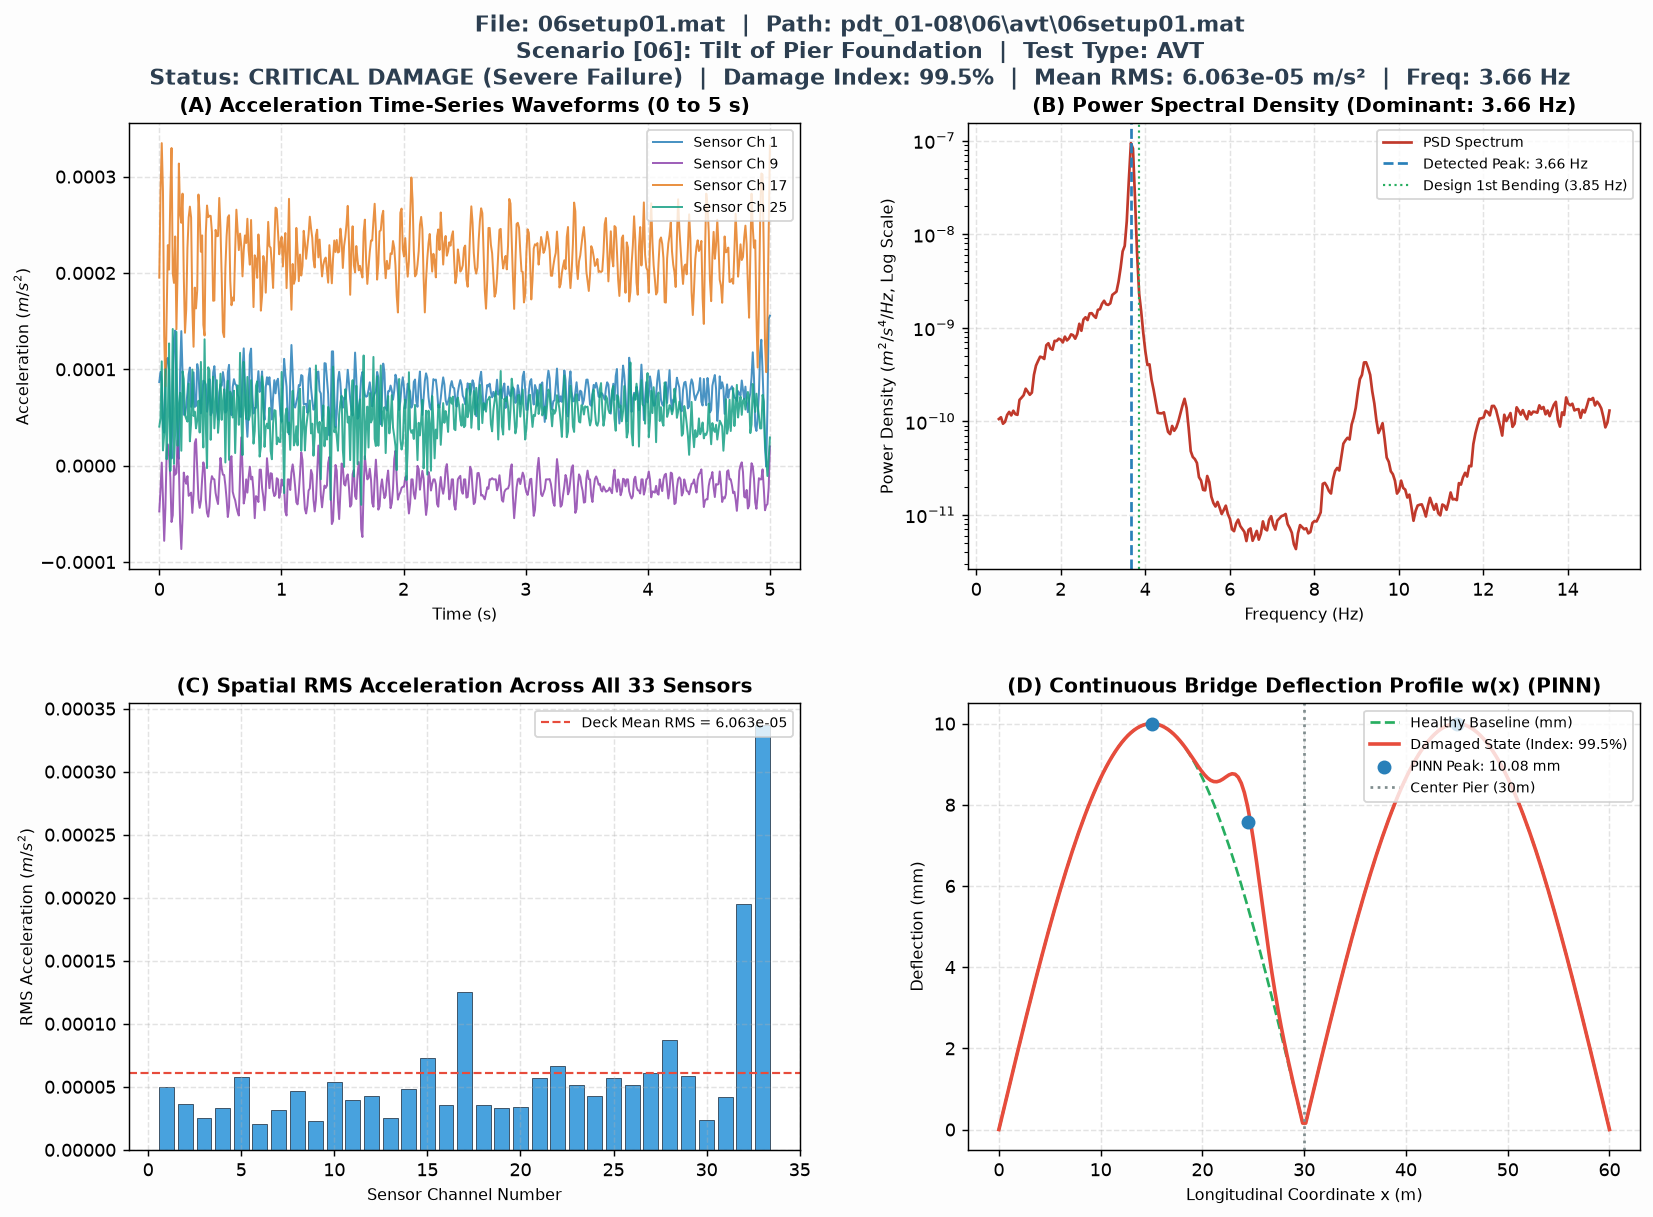 File: 06setup01.mat | Path: pdt_01-08\06\avt\06setup01.mat
Scenario [06]: Tilt of Pier Foundation | Test Type: AVT
Status: CRITICAL DAMAGE (Severe Failure) | Damage Index: 99.5% | Mean RMS: 6.063e-05 m/s² | Freq: 3.66 Hz
(A) Acceleration Time-Series Waveforms (0 to 5 s)
Sensor Ch 1
Sensor Ch 9
Sensor Ch 17
Sensor Ch 25
0.0003
0.0002
0.0001
0.0000
−0.0001
Acceleration (m/s²)
0 1 2 3 4 5
Time (s)
(B) Power Spectral Density (Dominant: 3.66 Hz)
PSD Spectrum
Detected Peak: 3.66 Hz
Design 1st Bending (3.85 Hz)
10⁻⁷
10⁻⁸
10⁻⁹
10⁻¹⁰
10⁻¹¹
Power Density (m²/s⁴/Hz, Log Scale)
0 2 4 6 8 10 12 14
Frequency (Hz)
(C) Spatial RMS Acceleration Across All 33 Sensors
Deck Mean RMS = 6.063e-05
0.00035
0.00030
0.00025
0.00020
0.00015
0.00010
0.00005
0.00000
RMS Acceleration (m/s²)
0 5 10 15 20 25 30 35
Sensor Channel Number
(D) Continuous Bridge Deflection Profile w(x) (PINN)
Healthy Baseline (mm)
Damaged State (Index: 99.5%)
PINN Peak: 10.08 mm
Center Pier (30m)
10
8
6
4
2
0
Deflection (mm)
0 10 20 30 40 50 60
Longitudinal Coordinate x (m)